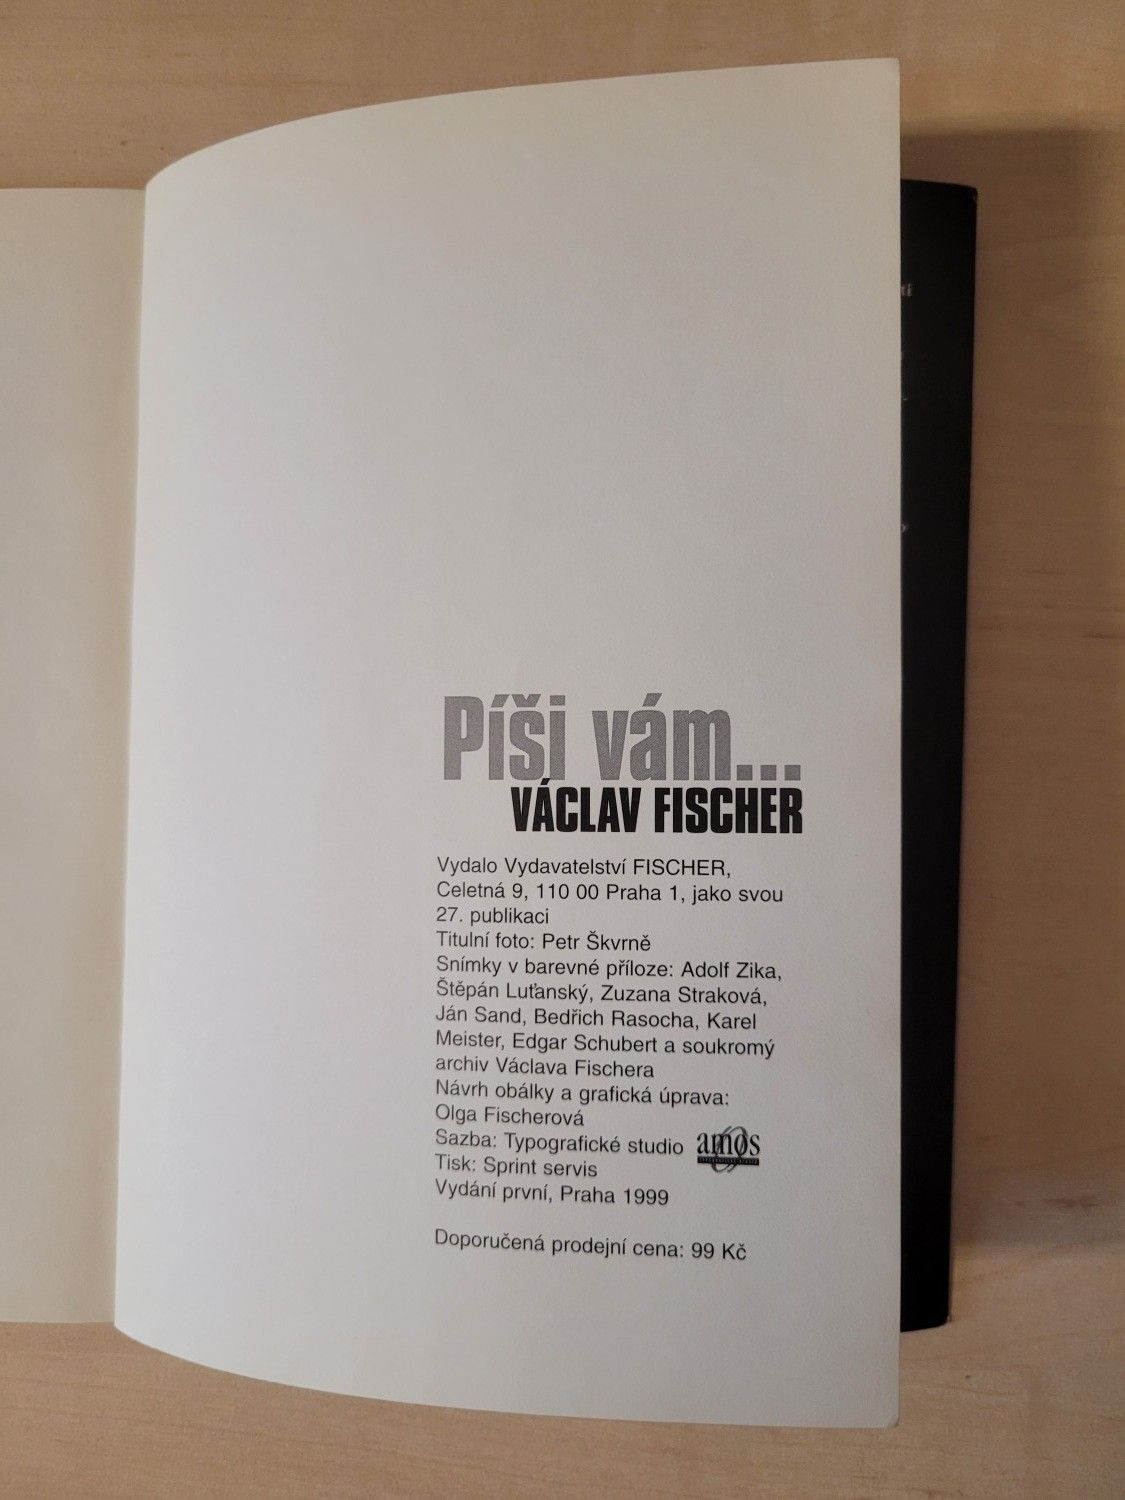 Píši vám...
VÁCLAV FISCHER
Vydalo Vydavatelství FISCHER,
Celetná 9, 110 00 Praha 1, jako svou
27. publikaci
Titulní foto: Petr Škvrně
Snímky v barevné příloze: Adolf Zika,
Štěpán Luťanský, Zuzana Straková,
Ján Sand, Bedřich Rasocha, Karel
Meister, Edgar Schubert a soukromý
archiv Václava Fischera
Návrh obálky a grafická úprava:
Olga Fischerová
Sazba: Typografické studio amos
Tisk: Sprint servis
Vydání první, Praha 1999
Doporučená prodejní cena: 99 Kč